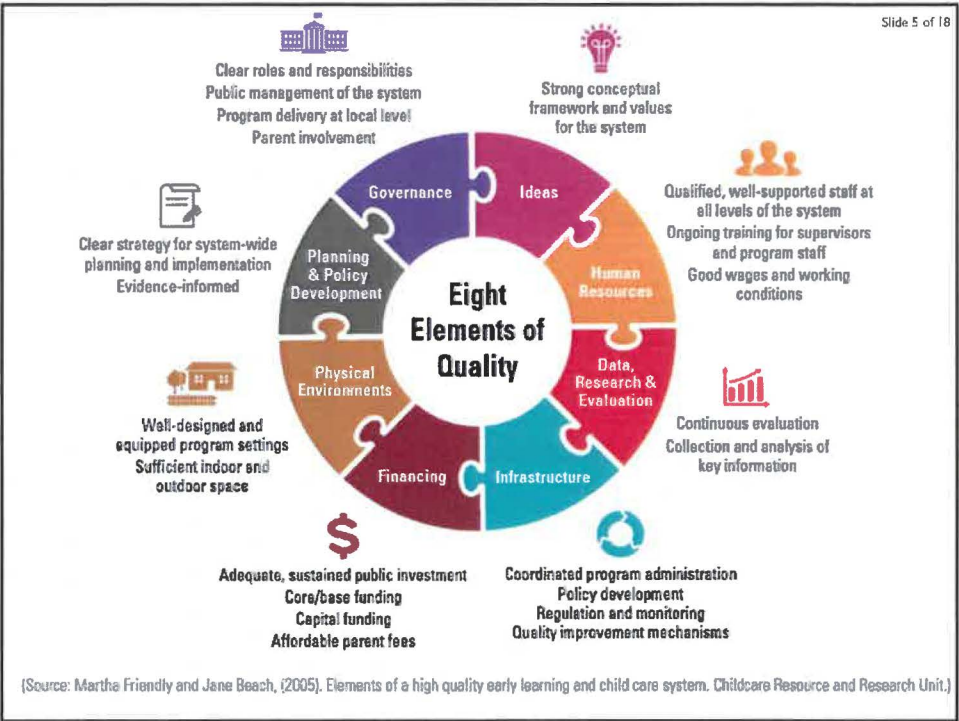 Slide 5 of 18
Clear roles and responsibilities
Public management of the system
Program delivery at local level
Parent involvement
Strong conceptual
framework and values
for the system
Qualified, well-supported staff at
all levels of the system
Ongoing training for supervisors
and program staff
Good wages and working
conditions
Continuous evaluation
Collection and analysis of
key information
Coordinated program administration
Policy development
Regulation and monitoring
Quality improvement mechanisms
Adequate, sustained public investment
Core/base funding
Capital funding
Affordable parent fees
Well-designed and
equipped program settings
Sufficient indoor and
outdoor space
Clear strategy for system-wide
planning and implementation
Evidence-informed
Governance
Ideas
Human
Resources
Data,
Research &
Evaluation
Infrastructure
Financing
Physical
Environments
Planning
& Policy
Development
Eight
Elements of
Quality
(Source: Martha Friendly and Jane Beach, (2005). Elements of a high quality early learning and child care system. Childcare Resource and Research Unit.)